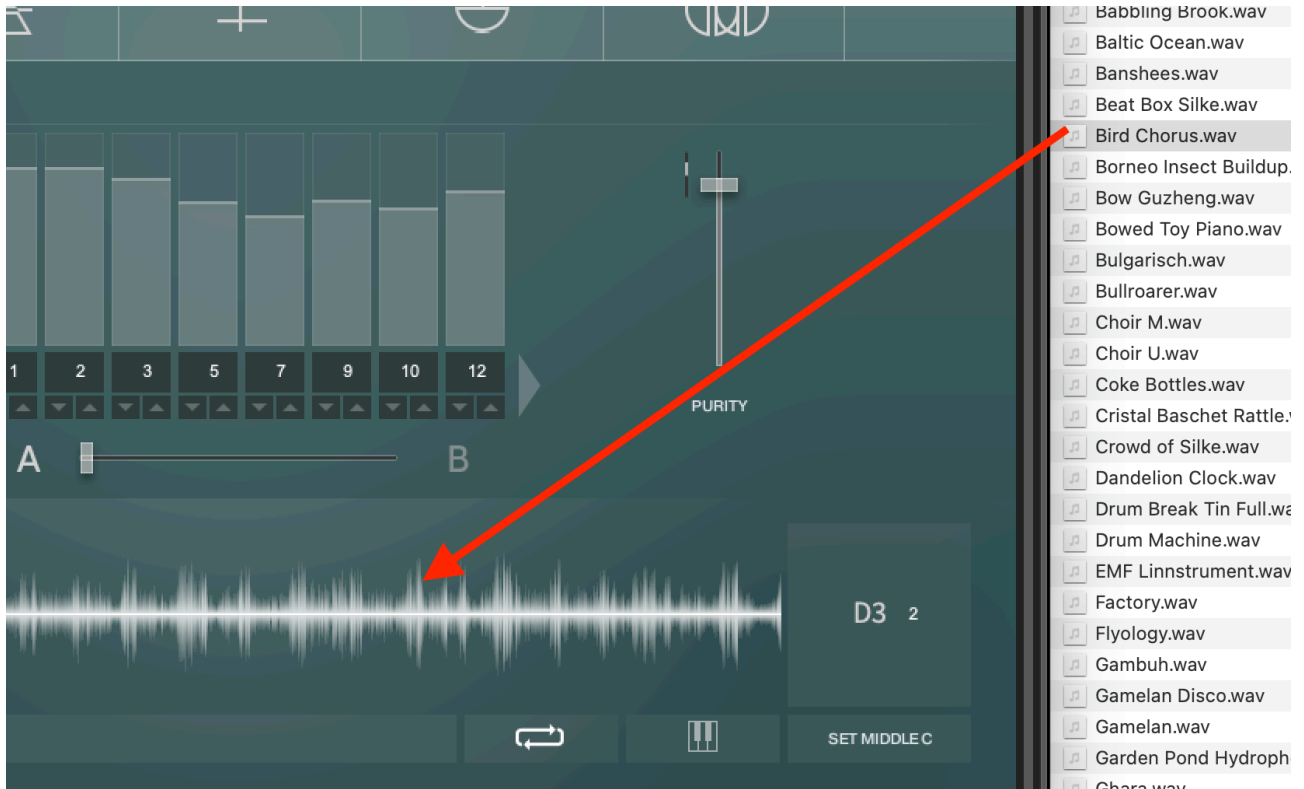 1 2 3 5 7 9 10 12
PURITY
A B
D3 2
SET MIDDLE C
Babbling Brook.wav
Baltic Ocean.wav
Banshees.wav
Beat Box Silke.wav
Bird Chorus.wav
Borneo Insect Buildup.
Bow Guzheng.wav
Bowed Toy Piano.wav
Bulgarisch.wav
Bullroarer.wav
Choir M.wav
Choir U.wav
Coke Bottles.wav
Cristal Baschet Rattle.w
Crowd of Silke.wav
Dandelion Clock.wav
Drum Break Tin Full.wa
Drum Machine.wav
EMF Linnstrument.wav
Factory.wav
Flyology.wav
Gambuh.wav
Gamelan Disco.wav
Gamelan.wav
Garden Pond Hydroph
Ghara.wav